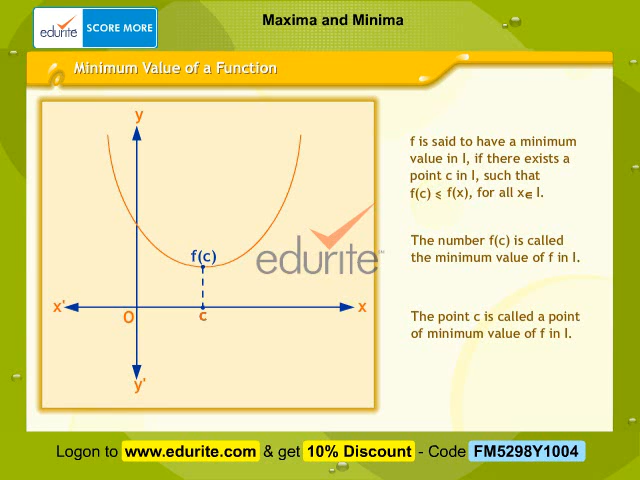 Maxima and Minima
edurite SCORE MORE
Minimum Value of a Function
y
f(c)
x' O c x
y'
edurite™
f is said to have a minimum
value in I, if there exists a
point c in I, such that
f(c) ≤ f(x), for all x∈ I.
The number f(c) is called
the minimum value of f in I.
The point c is called a point
of minimum value of f in I.
Logon to www.edurite.com & get 10% Discount - Code FM5298Y1004